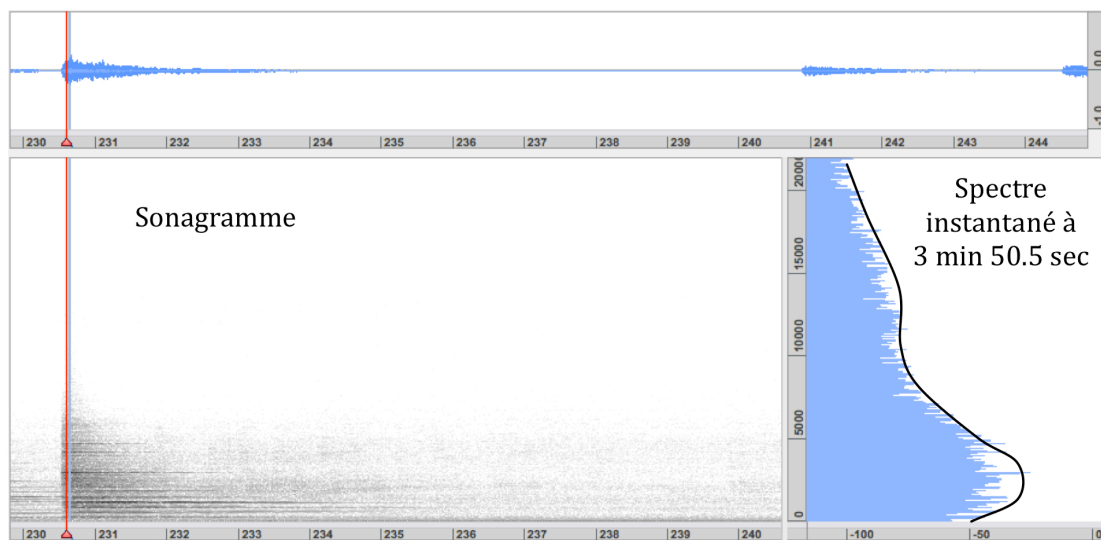 0.0
-1.0
230 231 232 233 234 235 236 237 238 239 240 241 242 243 244
Sonagramme
20000
15000
10000
5000
0
Spectre
instantané à
3 min 50.5 sec
230 231 232 233 234 235 236 237 238 239 240
-100 -50 0